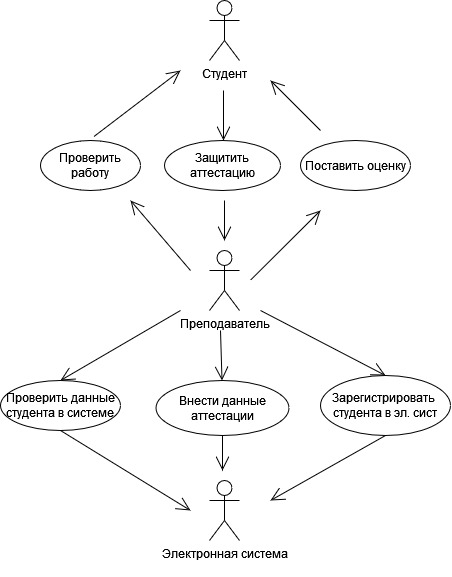 Студент
Проверить
работу
Защитить
аттестацию
Поставить оценку
Преподаватель
Проверить данные
студента в системе
Внести данные
аттестации
Зарегистрировать
студента в эл. сист
Электронная система